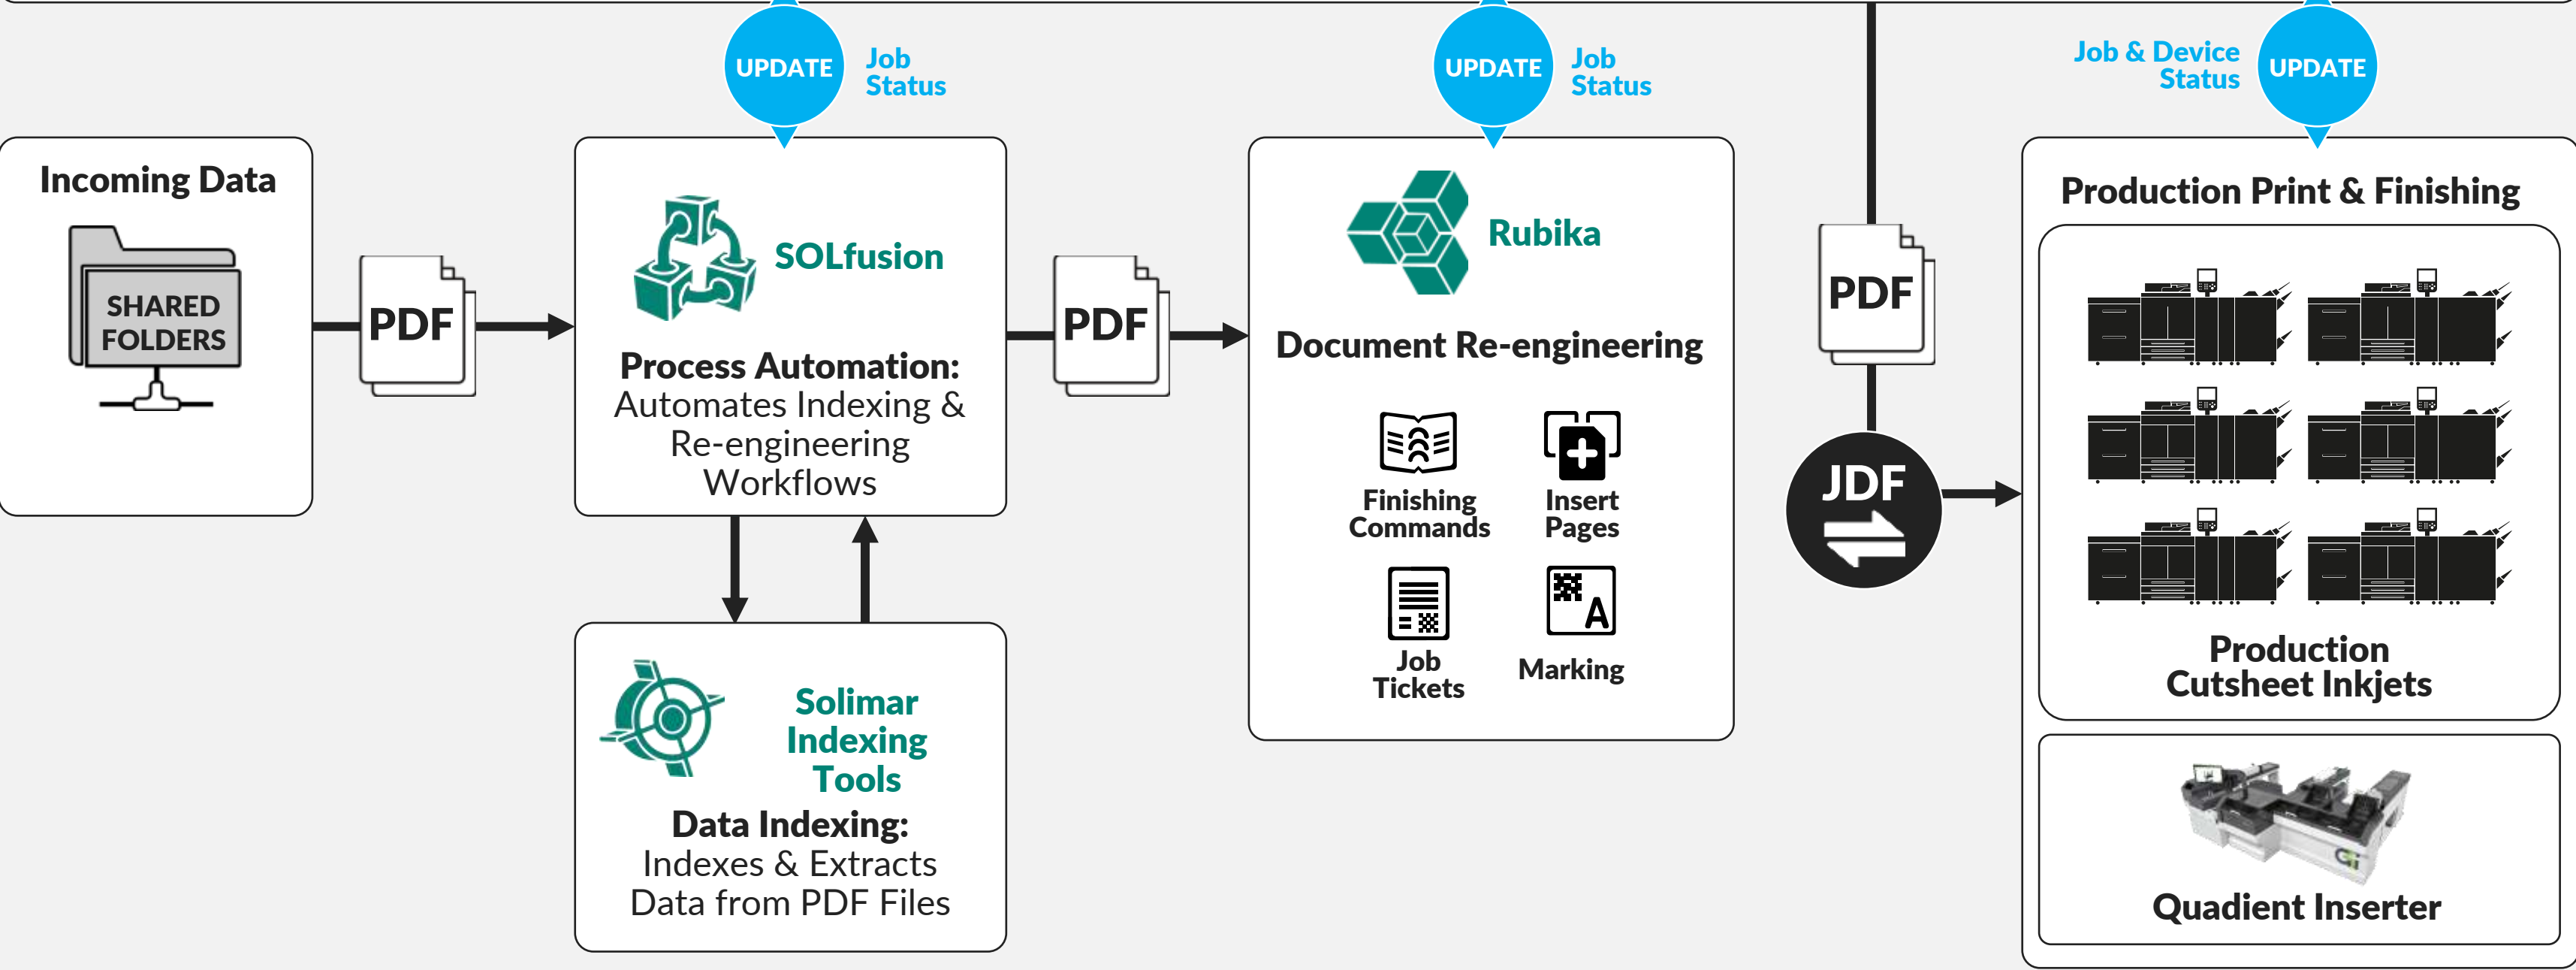 UPDATE
Job
Status
UPDATE
Job
Status
Job & Device
Status
UPDATE
Incoming Data
SHARED
FOLDERS
PDF
SOLfusion
Process Automation:
Automates Indexing &
Re-engineering
Workflows
PDF
Rubika
Document Re-engineering
Finishing
Commands
Insert
Pages
Job
Tickets
A
Marking
PDF
JDF
Production Print & Finishing
Production
Cutsheet Inkjets
Quadient Inserter
Solimar
Indexing
Tools
Data Indexing:
Indexes & Extracts
Data from PDF Files